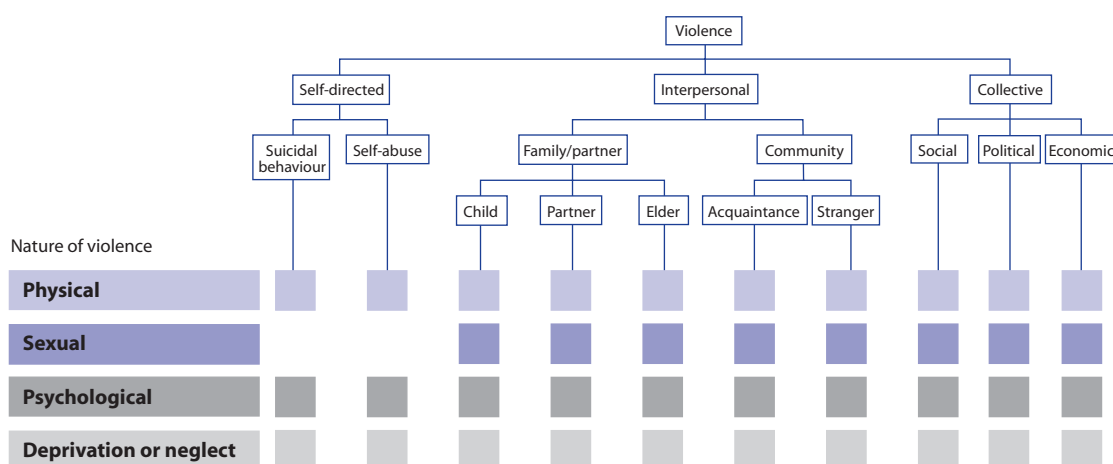 Violence
Self-directed
Interpersonal
Collective
Suicidal
behaviour
Self-abuse
Family/partner
Community
Social
Political
Economic
Child
Partner
Elder
Acquaintance
Stranger
Nature of violence
Physical
Sexual
Psychological
Deprivation or neglect